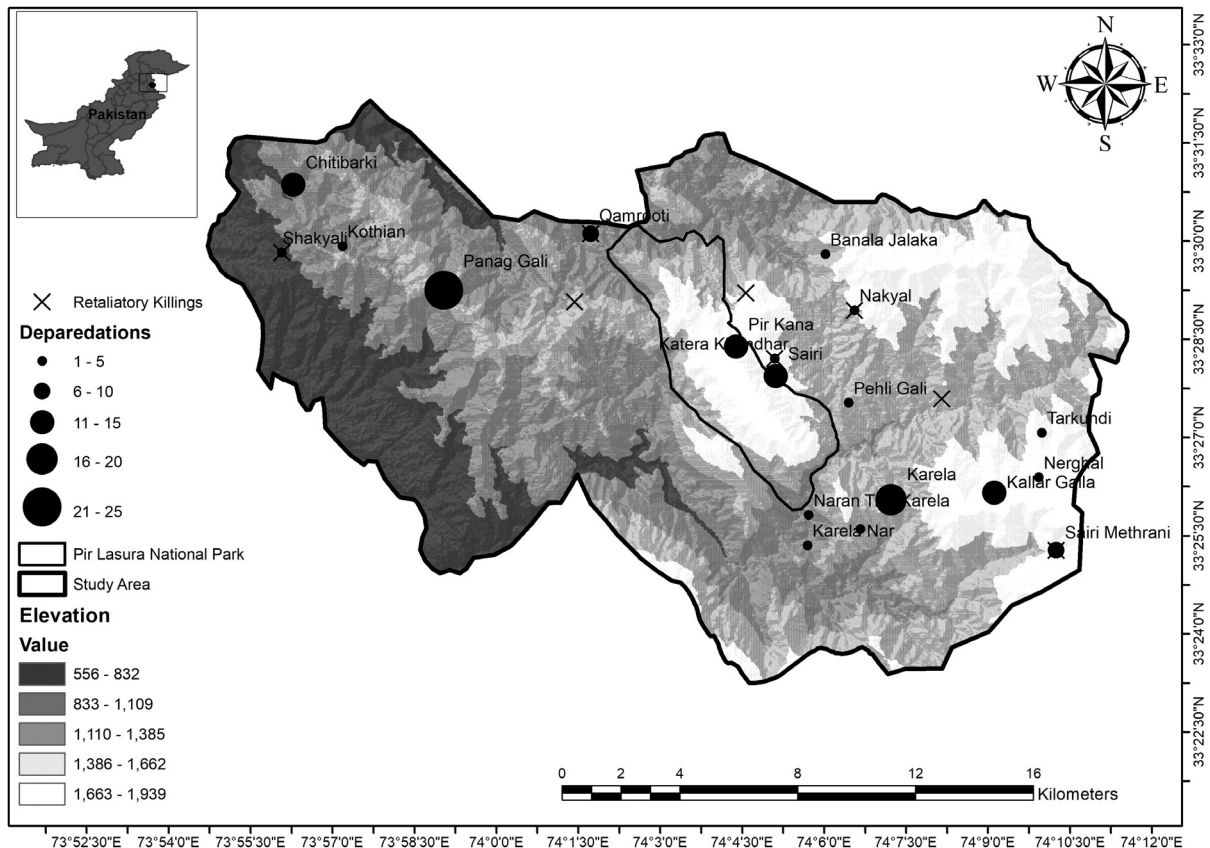 Pakistan
N
W
E
S
Chitibarki
Qamrooti
Shakyali
Kothian
Banala Jalaka
Panag Gali
Nakyal
Pir Kana
Sairi
Pehli Gali
Tarkundi
Nerghal
Karela
Kallar Galla
Karela
Karela Nar
Sairi Methrani
Retaliatory Killings
Deparedations
1 - 5
6 - 10
11 - 15
16 - 20
21 - 25
Pir Lasura National Park
Study Area
Elevation
Value
556 - 832
833 - 1,109
1,110 - 1,385
1,386 - 1,662
1,663 - 1,939
0 2 4 8 12 16
Kilometers
33°33'0"N
33°31'30"N
33°30'0"N
33°28'30"N
33°27'0"N
33°25'30"N
33°24'0"N
33°22'30"N
73°52'30"E 73°54'0"E 73°55'30"E 73°57'0"E 73°58'30"E 74°0'0"E 74°1'30"E 74°3'0"E 74°4'30"E 74°6'0"E 74°7'30"E 74°9'0"E 74°10'30"E 74°12'0"E